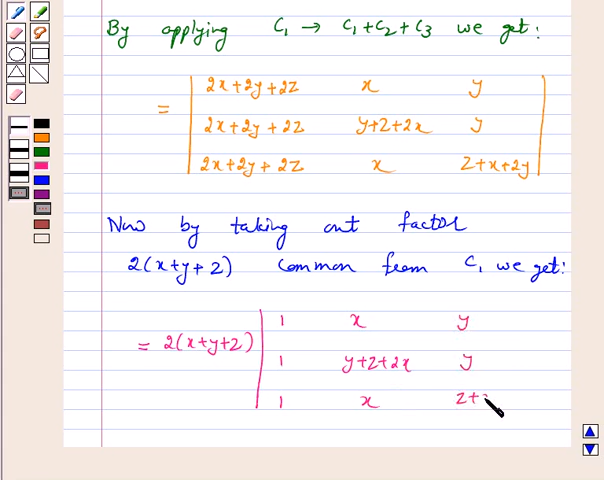 By applying C₁ → C₁+C₂+C₃ we get:
2x+2y+2z x y
= 2x+2y+2z y+z+2x y
2x+2y+2z x z+x+2y
Now by taking out factor
2(x+y+z) common from C₁ we get:
1 x y
= 2(x+y+z) 1 y+z+2x y
1 x z+